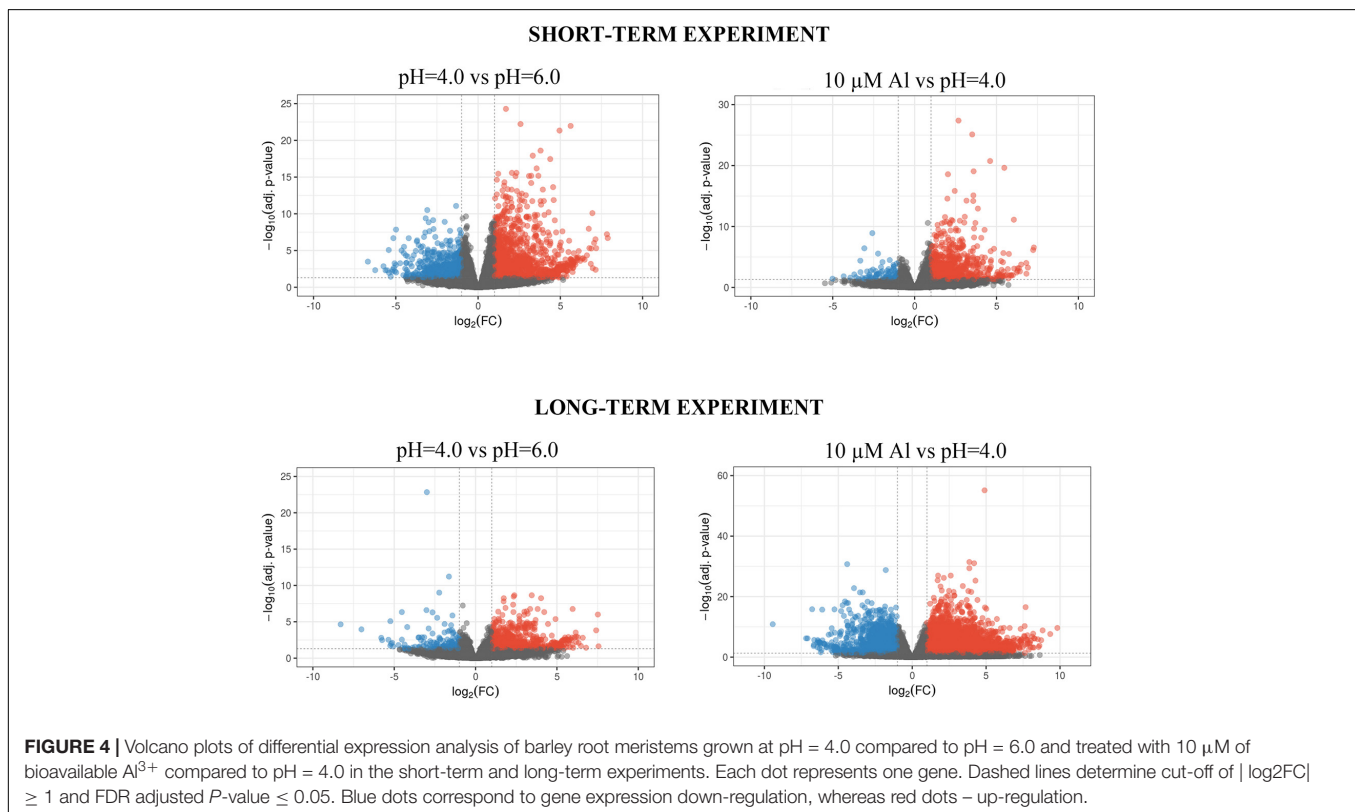 SHORT-TERM EXPERIMENT
pH=4.0 vs pH=6.0
10 µM Al vs pH=4.0
25
20
15
10
5
0
−log10(adj. p-value)
-10
-5
0
5
10
log2(FC)
30
20
10
0
−log10(adj. p-value)
-10
-5
0
5
10
log2(FC)
LONG-TERM EXPERIMENT
pH=4.0 vs pH=6.0
10 µM Al vs pH=4.0
25
20
15
10
5
0
−log10(adj. p-value)
-10
-5
0
5
10
log2(FC)
60
40
20
0
−log10(adj. p-value)
-10
-5
0
5
10
log2(FC)
FIGURE 4 | Volcano plots of differential expression analysis of barley root meristems grown at pH = 4.0 compared to pH = 6.0 and treated with 10 µM of
bioavailable Al3+ compared to pH = 4.0 in the short-term and long-term experiments. Each dot represents one gene. Dashed lines determine cut-off of | log2FC|
≥ 1 and FDR adjusted P-value ≤ 0.05. Blue dots correspond to gene expression down-regulation, whereas red dots – up-regulation.